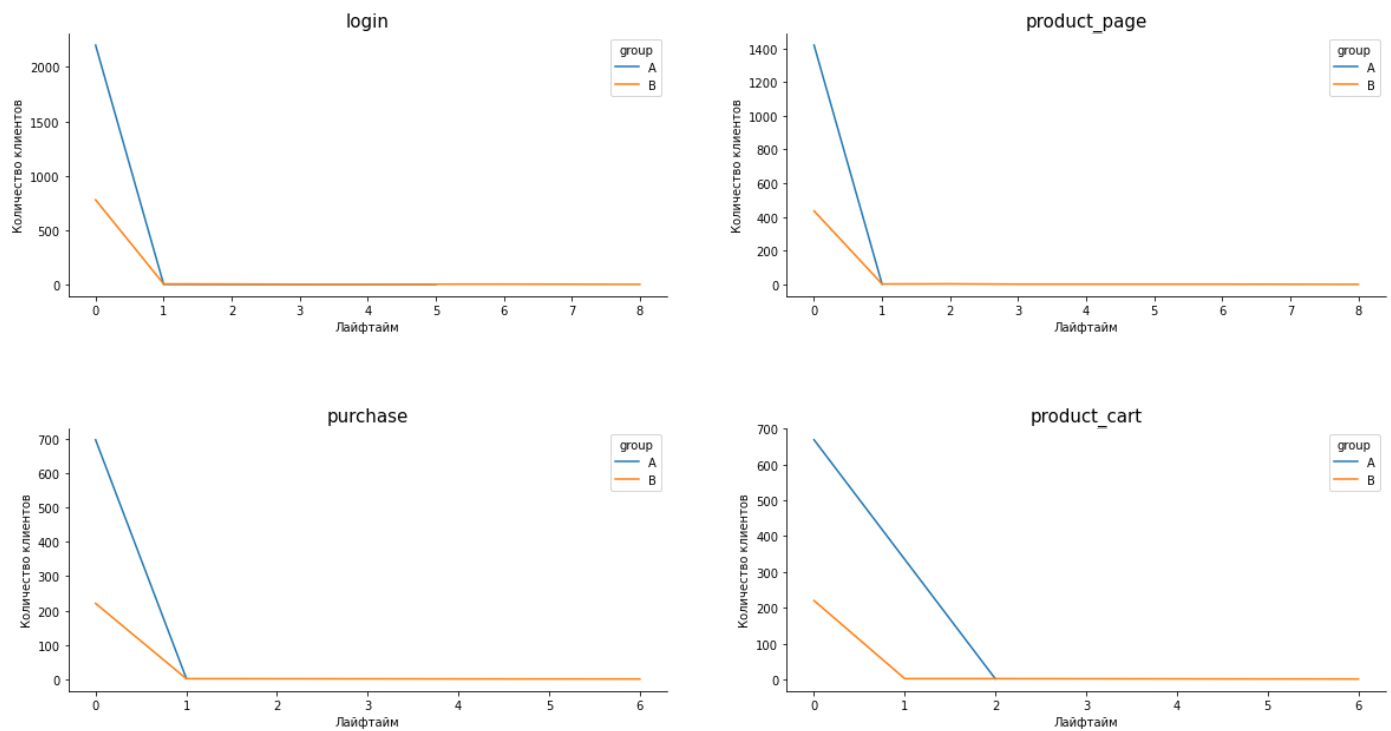 login
group
A
B
2000
1500
1000
500
0
Количество клиентов
0 1 2 3 4 5 6 7 8
Лайфтайм
product_page
group
A
B
1400
1200
1000
800
600
400
200
0
Количество клиентов
0 1 2 3 4 5 6 7 8
Лайфтайм
purchase
group
A
B
700
600
500
400
300
200
100
0
Количество клиентов
0 1 2 3 4 5 6
Лайфтайм
product_cart
group
A
B
700
600
500
400
300
200
100
0
Количество клиентов
0 1 2 3 4 5 6
Лайфтайм